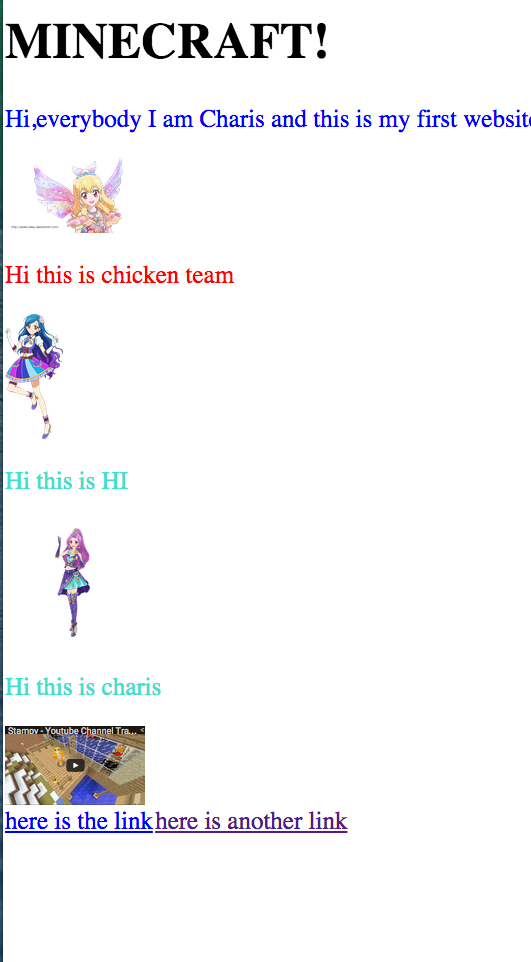 MINECRAFT!
Hi,everybody I am Charis and this is my first website
Hi this is chicken team
Hi this is HI
Hi this is charis
Stampy - Youtube Channel Tra...
here is the link here is another link